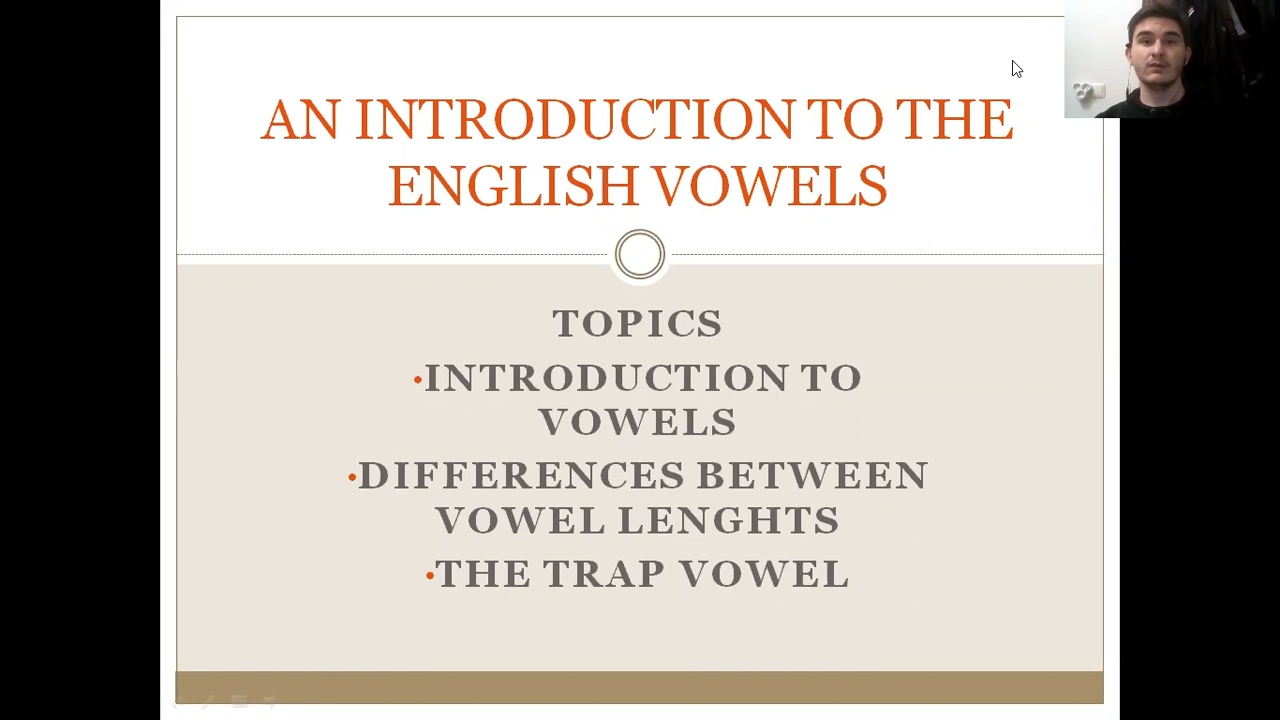 AN INTRODUCTION TO THE
ENGLISH VOWELS
TOPICS
•INTRODUCTION TO
VOWELS
•DIFFERENCES BETWEEN
VOWEL LENGHTS
•THE TRAP VOWEL